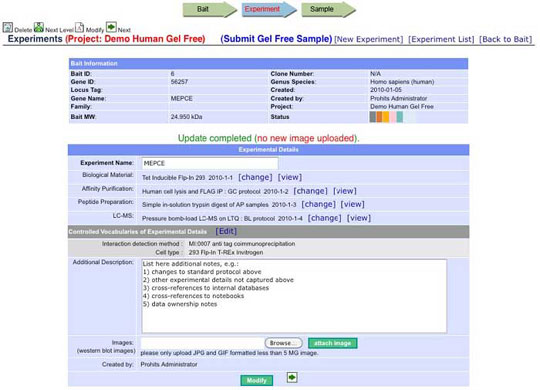 Bait Experiment Sample
Delete Next Level Modify Next
Experiments (Project: Demo Human Gel Free) (Submit Gel Free Sample) [New Experiment] [Experiment List] [Back to Bait]
Bait Information
Bait ID: 6 Clone Number: N/A
Gene ID: 56257 Genus Species: Homo sapiens (human)
Locus Tag: Created: 2010-01-05
Gene Name: MEPCE Created by: Prohits Administrator
Family: Project: Demo Human Gel Free
Bait MW: 24.950 kDa Status
Update completed (no new image uploaded).
Experimental Details
Experiment Name: MEPCE
Biological Material: Tet Inducible Flp-In 293 2010-1-1 [change] [view]
Affinity Purification: Human cell lysis and FLAG IP : GC protocol 2010-1-2 [change] [view]
Peptide Preparation: Simple in-solution trypsin digest of AP samples 2010-1-3 [change] [view]
LC-MS: Pressure bomb-load LC-MS on LTQ : BL protocol 2010-1-4 [change] [view]
Controlled Vocabularies of Experimental Details [Edit]
Interaction detection method : MI:0007 anti tag coimmunoprecipitation
Cell type : 293 Flp-In T-REx Invitrogen
Additional Description: List here additional notes, e.g.:
1) changes to standard protocol above
2) other experimental details not captured above
3) cross-references to internal databases
4) cross-references to notebooks
5) data ownership notes
Images: Browse... attach image
(western blot images) please only upload JPG and GIF formatted less than 5 MG image.
Created by: Prohits Administrator
Modify